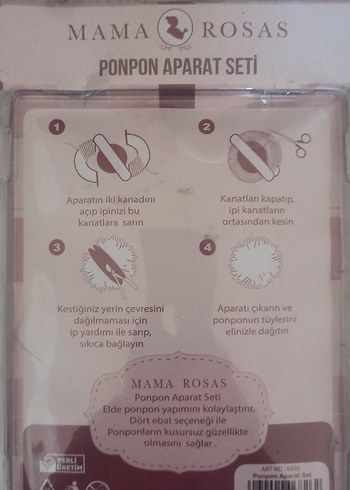 MAMA ROSAS
PONPON APARAT SETİ
1
Aparatın iki kanadını
açıp ipinizi bu
kanatlara sarın
2
Kanatları kapatıp,
ipi kanatların
ortasından kesin
3
Kestiğiniz yerin çevresini
dağılmaması için
ip yardımı ile sarıp,
sıkıca bağlayın
4
Aparatı çıkarın ve
ponponun tüylerini
elinizle dağıtın
MAMA ROSAS
Ponpon Aparat Seti
Elde ponpon yapımını kolaylaştırır,
Dört ebat seçeneği ile
Ponponların kusursuz güzellikte
olmasını sağlar .
YERLİ
ÜRETİM
ART NO
Ponpon Aparat Set